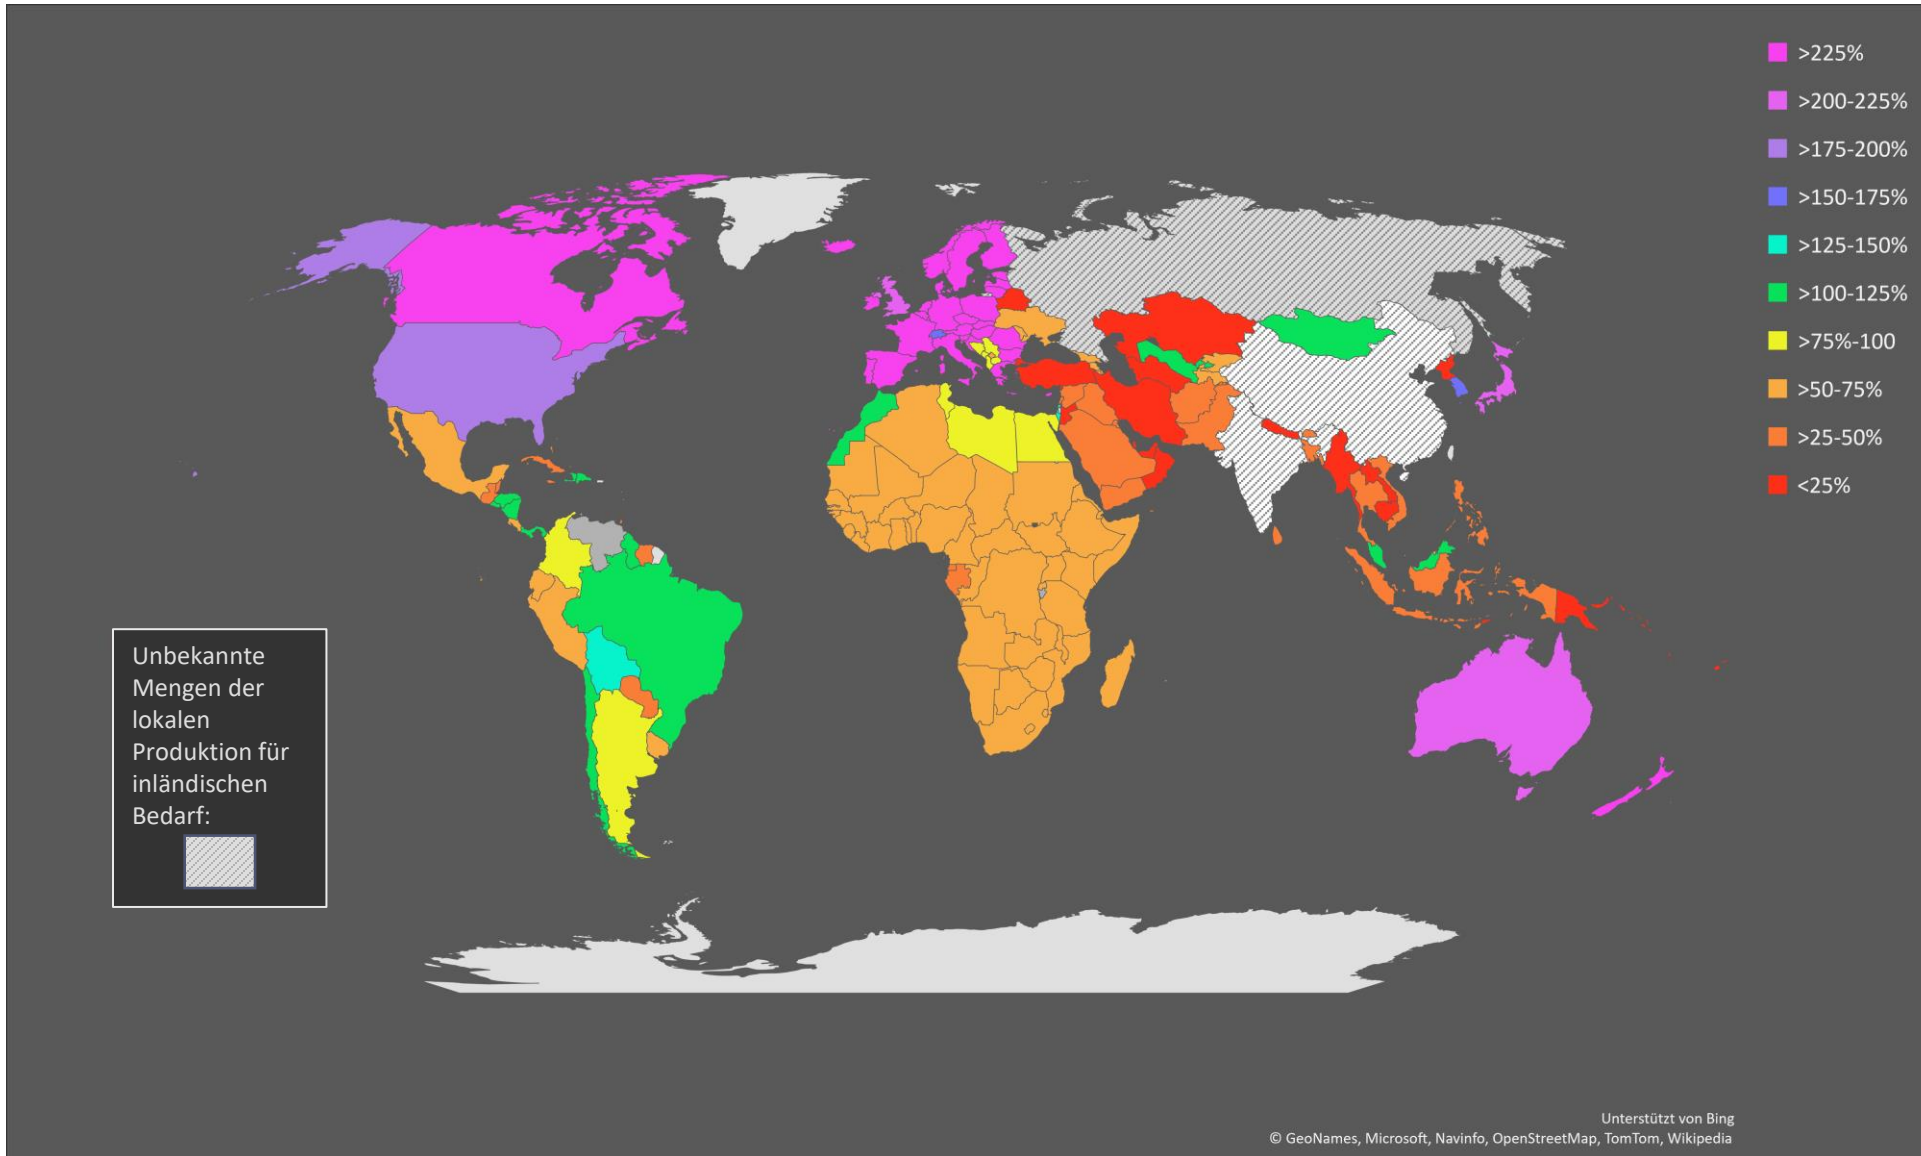 >225%
>200-225%
>175-200%
>150-175%
>125-150%
>100-125%
>75%-100
>50-75%
>25-50%
<25%
Unbekannte
Mengen der
lokalen
Produktion für
inländischen
Bedarf:
Unterstützt von Bing
© GeoNames, Microsoft, Navinfo, OpenStreetMap, TomTom, Wikipedia